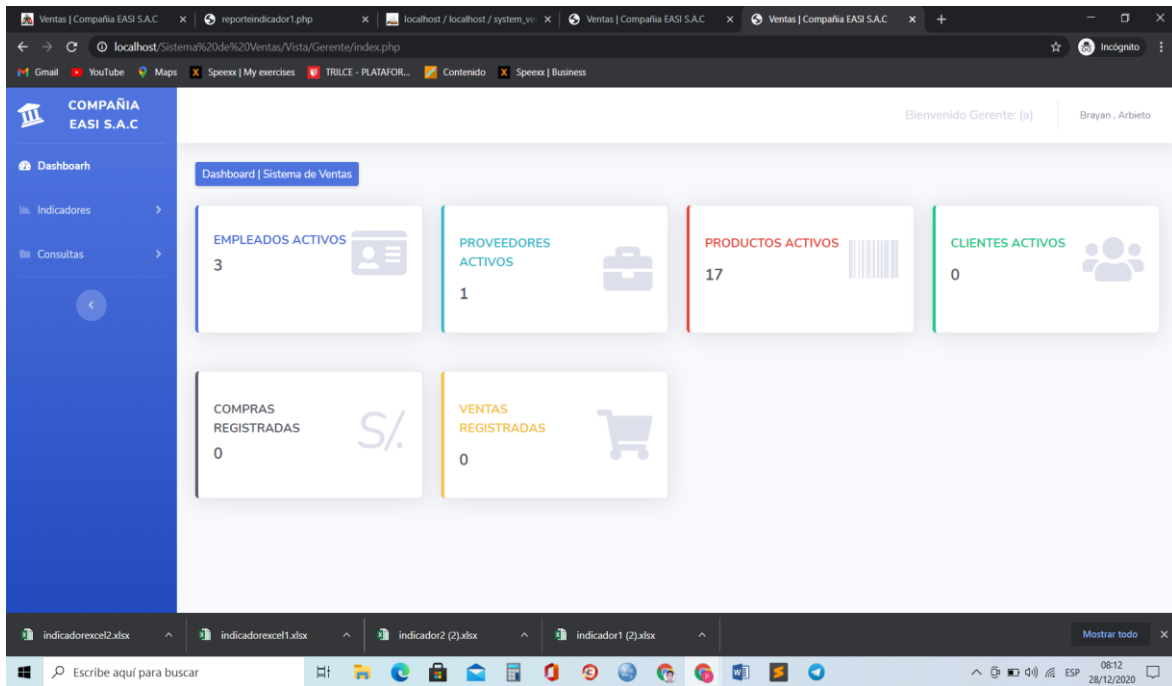 Ventas | Compañia EASI S.A.C
reporteindicador1.php
localhost / localhost / system_ve
Ventas | Compañia EASI S.A.C
Ventas | Compañia EASI S.A.C
localhost/Sistema%20de%20Ventas/Vista/Gerente/index.php
Incógnito
Gmail
YouTube
Maps
Speexx | My exercises
TRILCE - PLATAFOR...
Contenido
Speexx | Business
COMPAÑIA
EASI S.A.C
Bienvenido Gerente: (a)
Brayan , Arbieto
Dashboarh
Indicadores
Consultas
Dashboard | Sistema de Ventas
EMPLEADOS ACTIVOS
3
PROVEEDORES
ACTIVOS
1
PRODUCTOS ACTIVOS
17
CLIENTES ACTIVOS
0
COMPRAS
REGISTRADAS
0
S/.
VENTAS
REGISTRADAS
0
indicadorexcel2.xlsx
indicadorexcel1.xlsx
indicador2 (2).xlsx
indicador1 (2).xlsx
Mostrar todo
Escribe aquí para buscar
ESP
08:12
28/12/2020